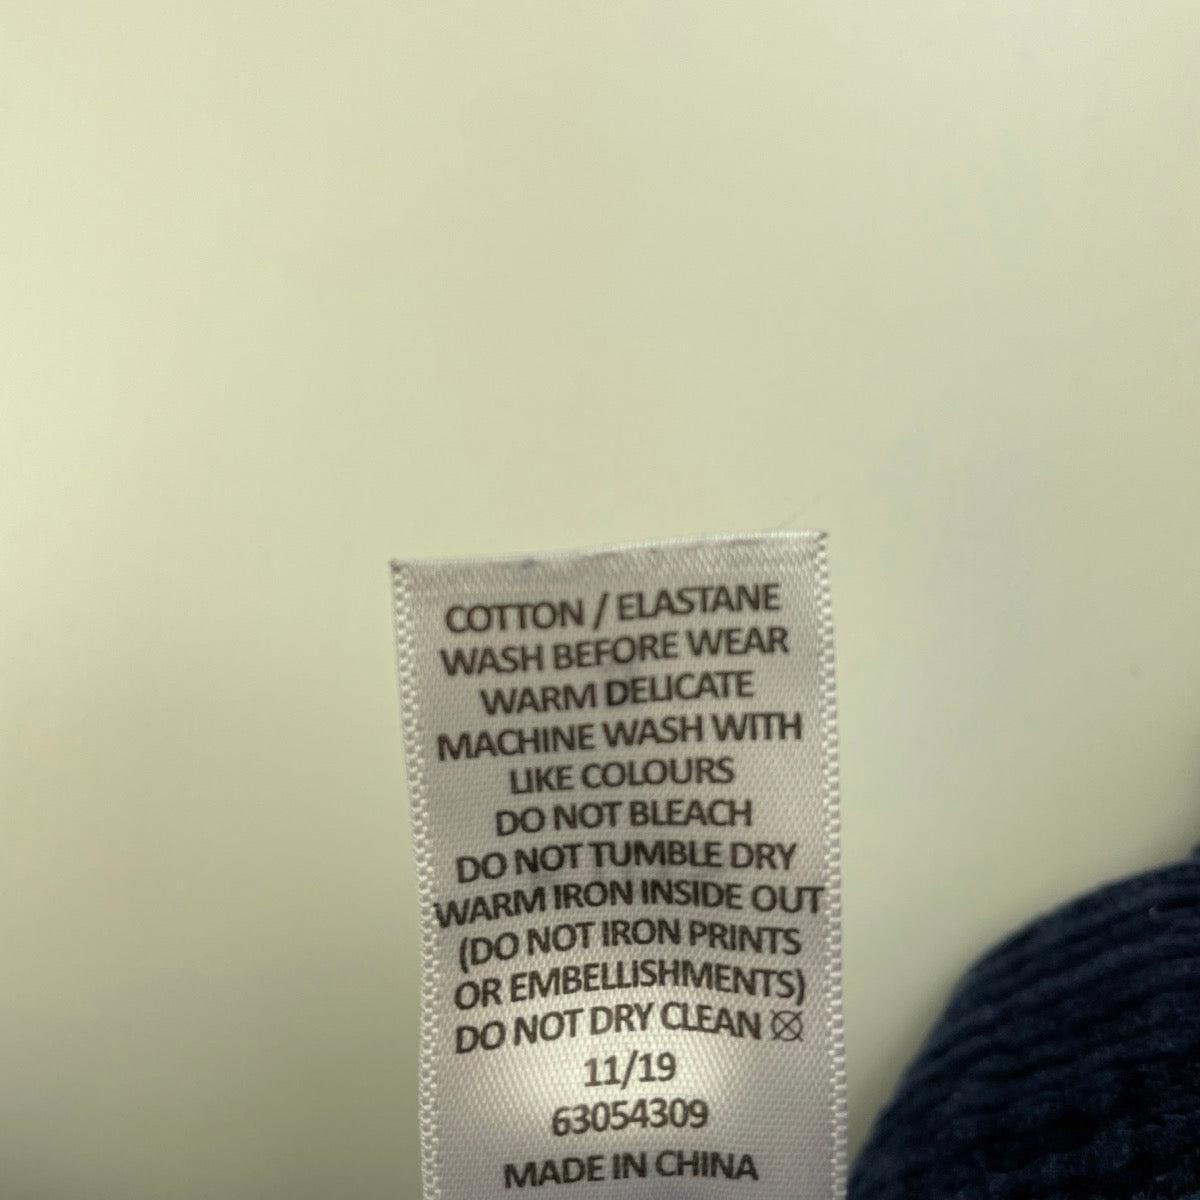 COTTON / ELASTANE
WASH BEFORE WEAR
WARM DELICATE
MACHINE WASH WITH
LIKE COLOURS
DO NOT BLEACH
DO NOT TUMBLE DRY
WARM IRON INSIDE OUT
(DO NOT IRON PRINTS
OR EMBELLISHMENTS)
DO NOT DRY CLEAN
11/19
63054309
MADE IN CHINA